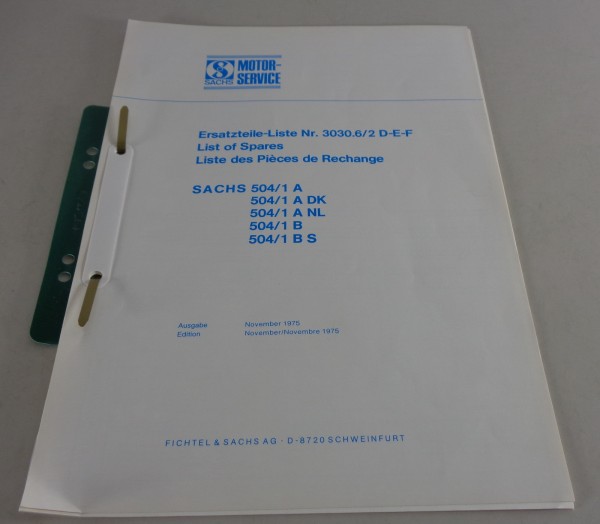 SACHS
MOTOR-
SERVICE
Ersatzteile-Liste Nr. 3030.6/2 D-E-F
List of Spares
Liste des Pièces de Rechange
SACHS 504/1 A
504/1 A DK
504/1 A NL
504/1 B
504/1 B S
Ausgabe November 1975
Edition November/Novembre 1975
FICHTEL & SACHS AG · D-8720 SCHWEINFURT